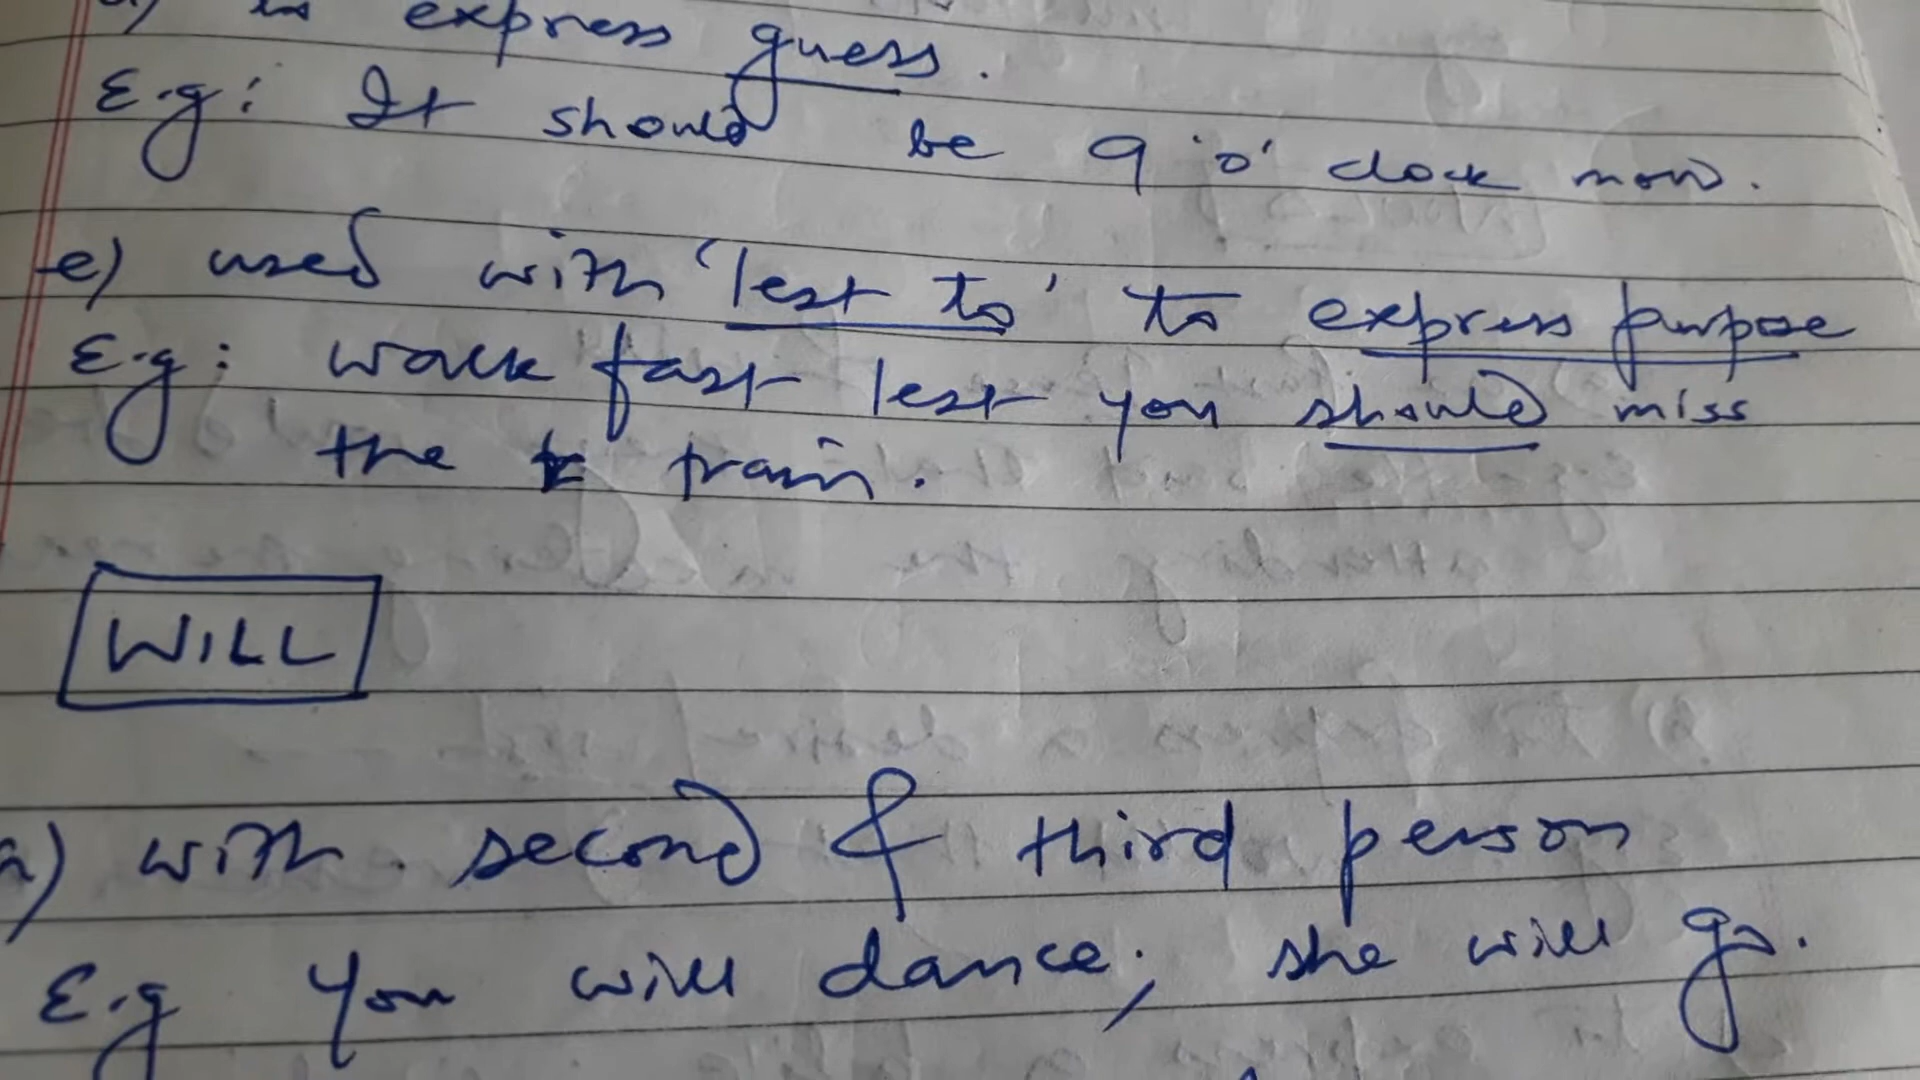 d) to express guess.
E.g: It should be 9 'o' clock now.
e) used with 'lest to' to express purpose
E.g: walk fast lest you should miss
the train.
WILL
a) with second & third person
E.g You will dance; she will go.